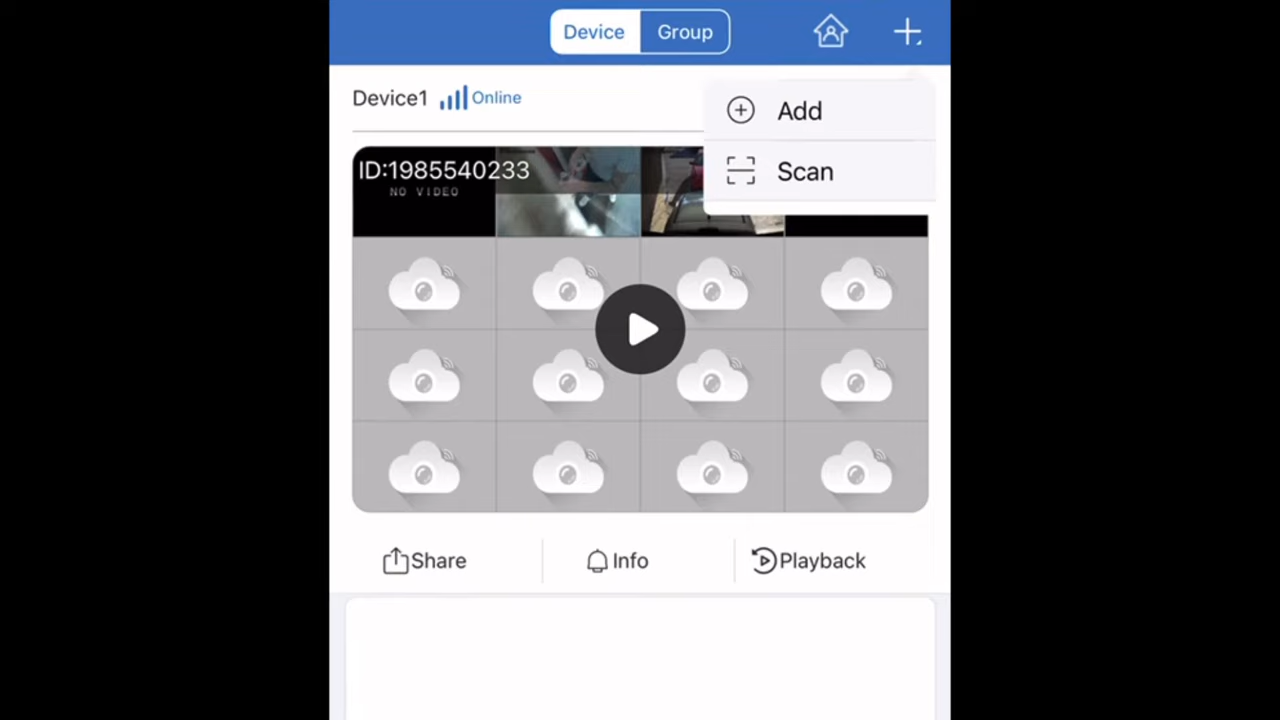 Device Group
Device1 Online
Add
Scan
ID:1985540233
NO VIDEO
Share Info Playback